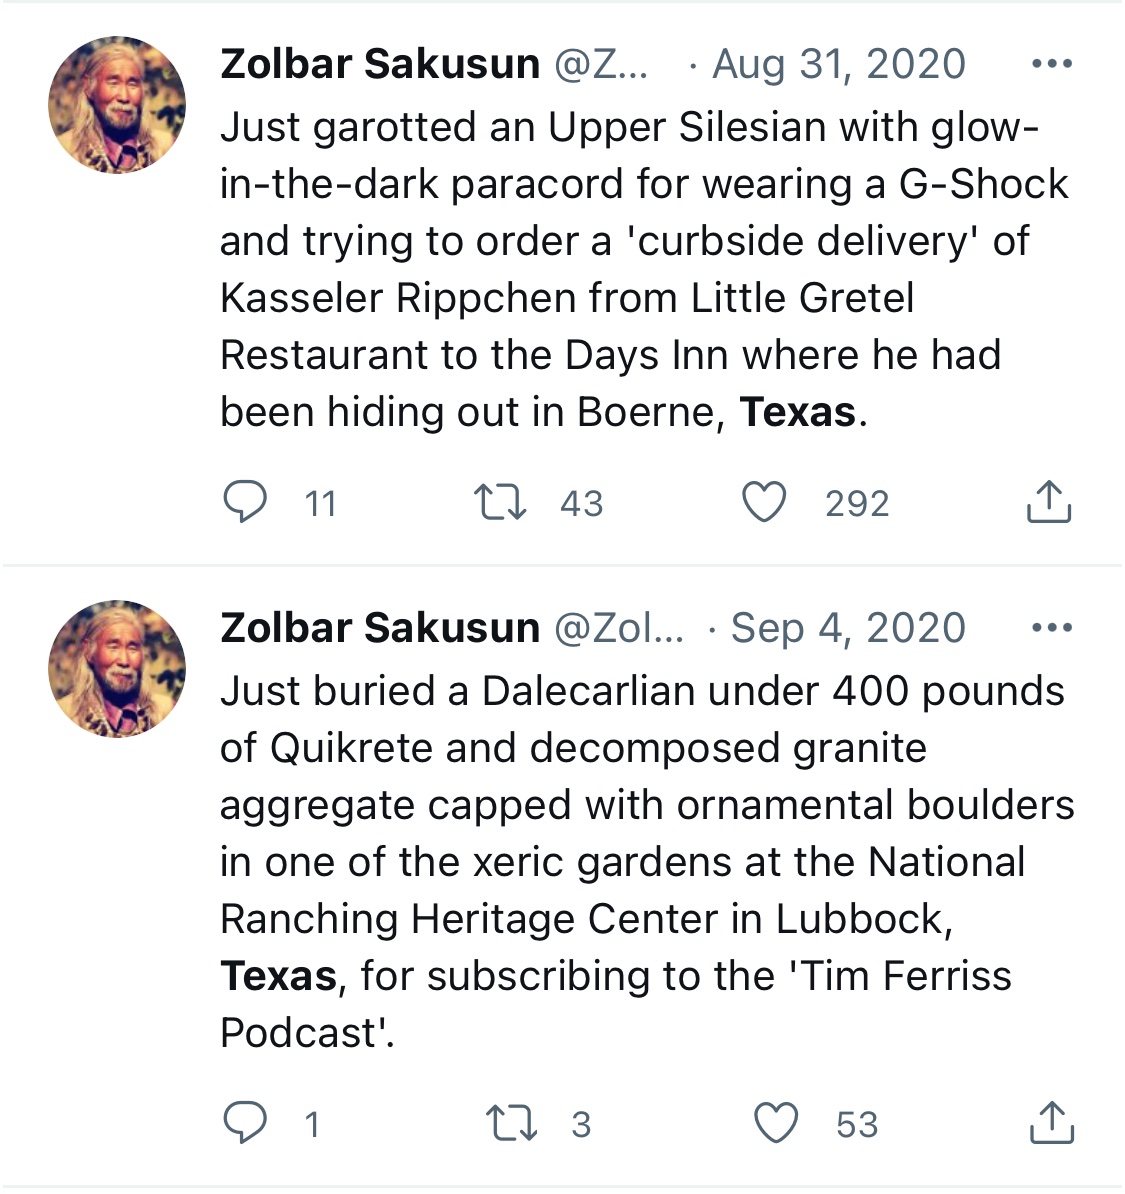 Zolbar Sakusun @Z... · Aug 31, 2020
Just garotted an Upper Silesian with glow-
in-the-dark paracord for wearing a G-Shock
and trying to order a 'curbside delivery' of
Kasseler Rippchen from Little Gretel
Restaurant to the Days Inn where he had
been hiding out in Boerne, Texas.
11 43 292
Zolbar Sakusun @Zol... · Sep 4, 2020
Just buried a Dalecarlian under 400 pounds
of Quikrete and decomposed granite
aggregate capped with ornamental boulders
in one of the xeric gardens at the National
Ranching Heritage Center in Lubbock,
Texas, for subscribing to the 'Tim Ferriss
Podcast'.
1 3 53